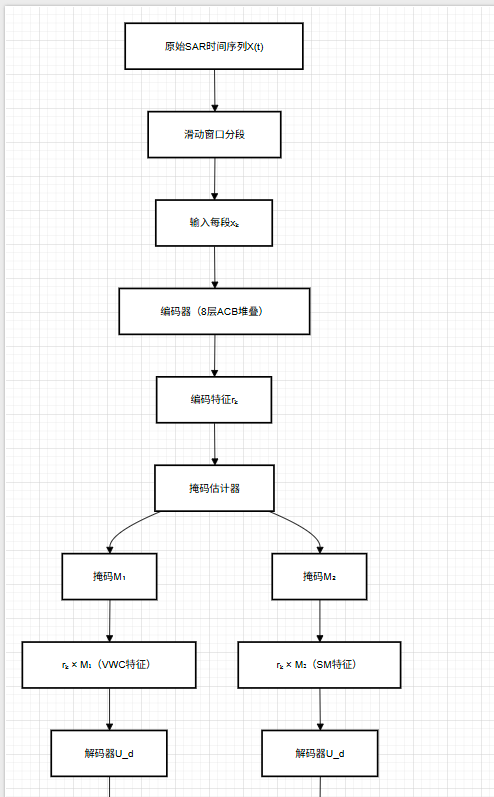 原始SAR时间序列X(t)
滑动窗口分段
输入每段xₖ
编码器（8层ACB堆叠）
编码特征rₖ
掩码估计器
掩码M₁
掩码M₂
rₖ × M₁（VWC特征）
rₖ × M₂（SM特征）
解码器U_d
解码器U_d